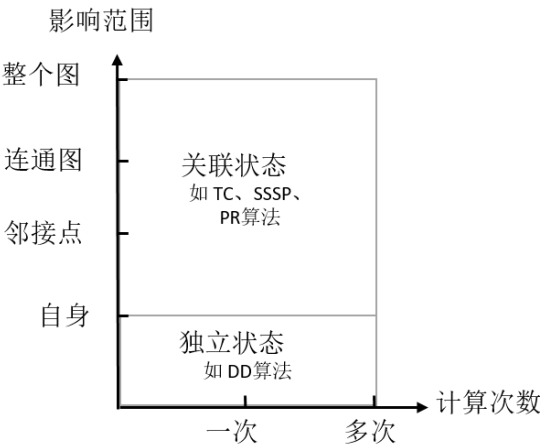 影响范围
整个图
连通图
关联状态
如 TC、SSSP、
PR算法
邻接点
自身
独立状态
如 DD算法
计算次数
一次
多次